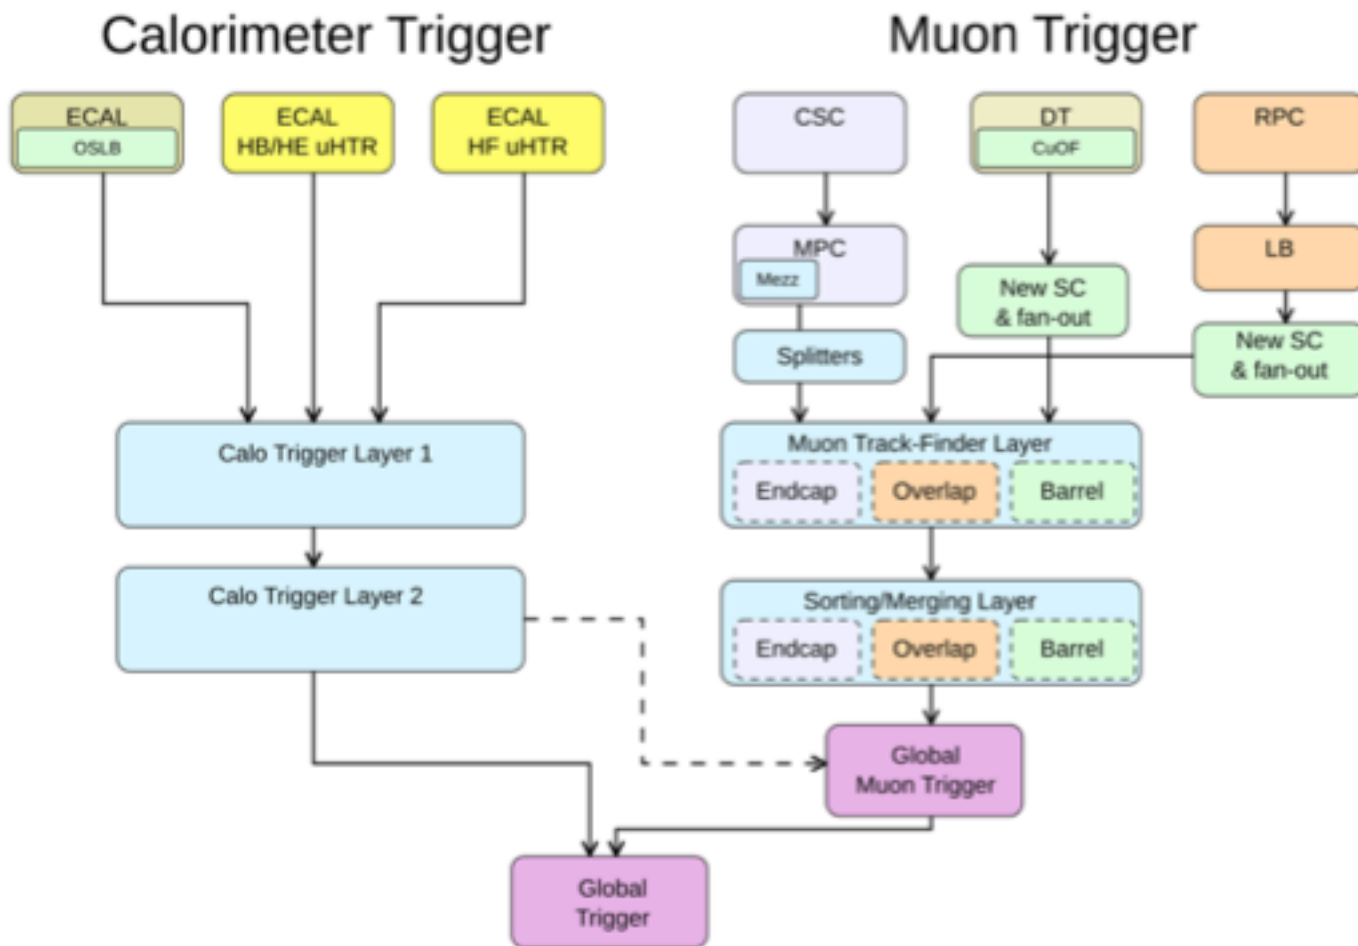 Calorimeter Trigger
Muon Trigger
ECAL
OSLB
ECAL
HB/HE uHTR
ECAL
HF uHTR
CSC
DT
CuOF
RPC
MPC
Mezz
LB
New SC
& fan-out
Splitters
New SC
& fan-out
Calo Trigger Layer 1
Muon Track-Finder Layer
Endcap
Overlap
Barrel
Calo Trigger Layer 2
Sorting/Merging Layer
Endcap
Overlap
Barrel
Global
Muon Trigger
Global
Trigger